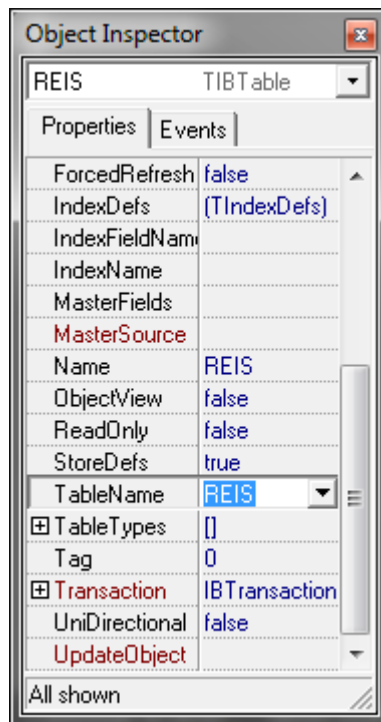 Object Inspector
REIS TIBTable
Properties Events
ForcedRefresh false
IndexDefs (TIndexDefs)
IndexFieldNam
IndexName
MasterFields
MasterSource
Name REIS
ObjectView false
ReadOnly false
StoreDefs true
TableName REIS
TableTypes []
Tag 0
Transaction IBTransaction
UniDirectional false
UpdateObject
All shown